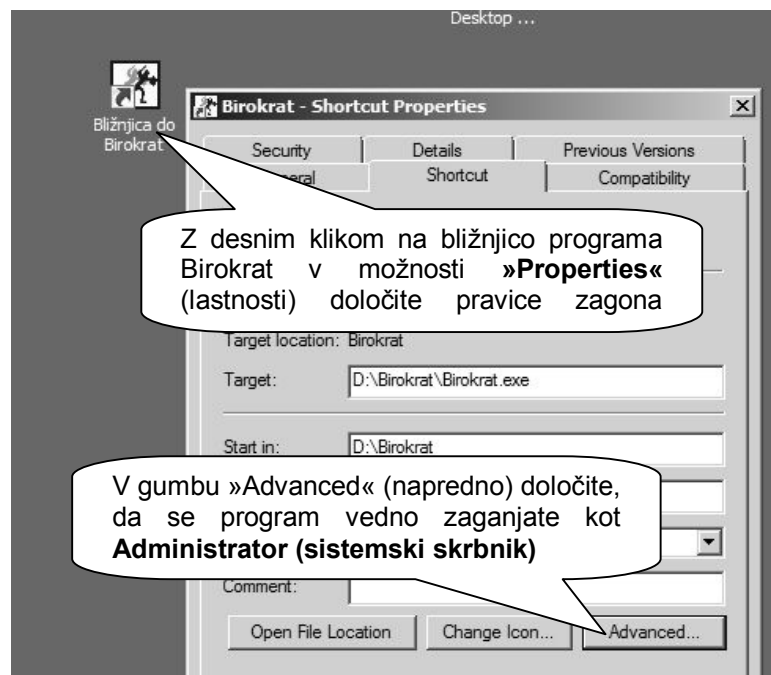 Desktop ...
Bližnjica do
Birokrat
Birokrat - Shortcut Properties
Security
Details
Previous Versions
Shortcut
Compatibility
Z desnim klikom na bližnjico programa
Birokrat v možnosti »Properties«
(lastnosti) določite pravice zagona
Target location: Birokrat
Target: D:\Birokrat\Birokrat.exe
Start in: D:\Birokrat
V gumbu »Advanced« (napredno) določite,
da se program vedno zaganjate kot
Administrator (sistemski skrbnik)
Comment:
Open File Location
Change Icon...
Advanced...